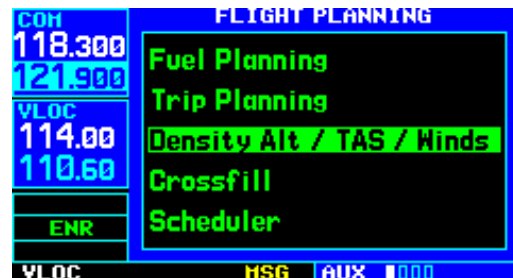 COM
118.300
121.900
VLOC
114.00
110.60
ENR
FLIGHT PLANNING
Fuel Planning
Trip Planning
Density Alt / TAS / Winds
Crossfill
Scheduler
VLOC MSG AUX